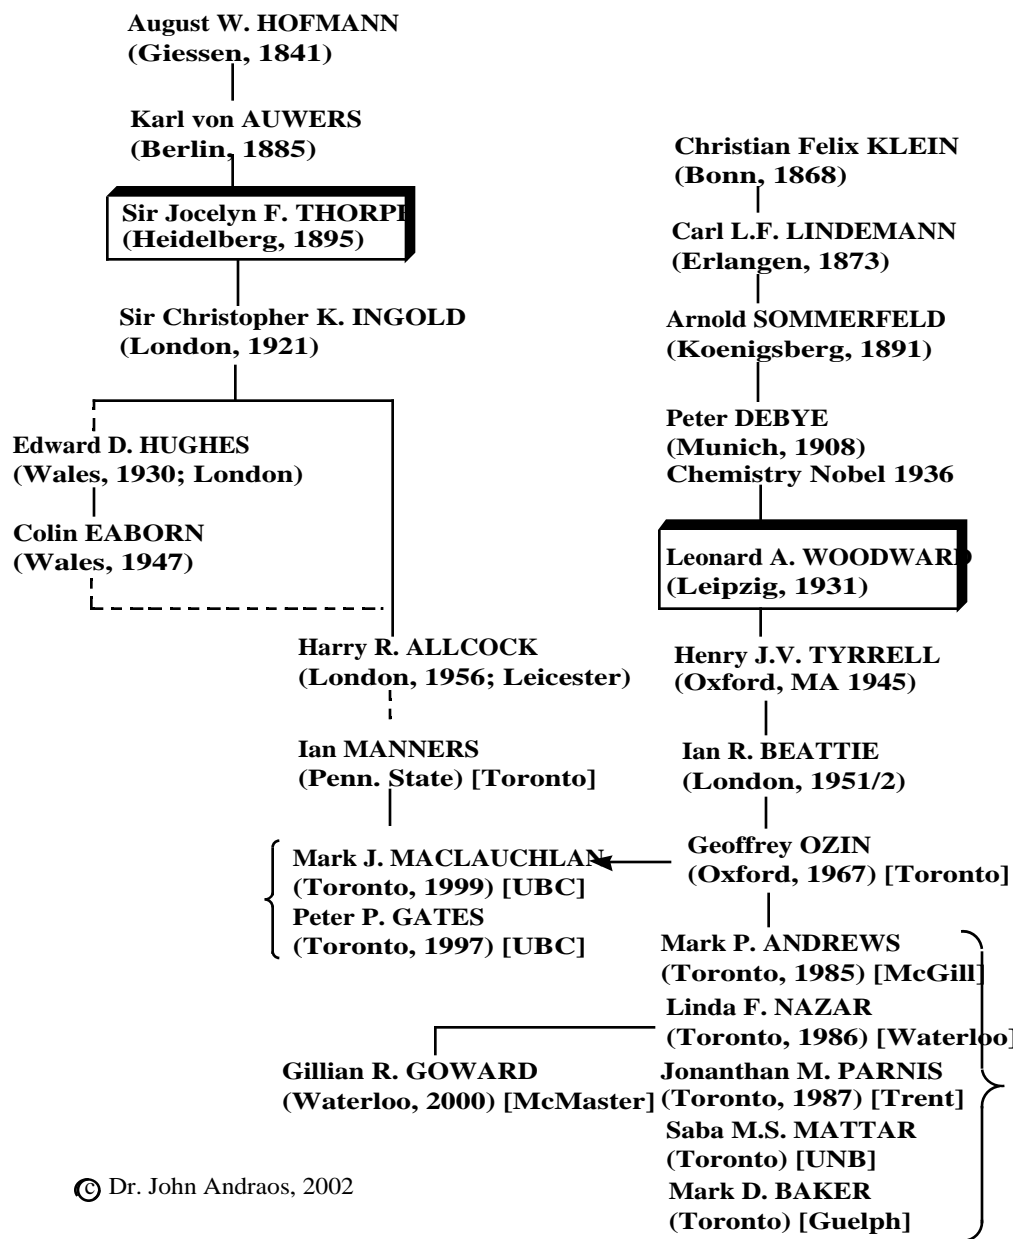 August W. HOFMANN
(Giessen, 1841)
Karl von AUWERS
(Berlin, 1885)
Sir Jocelyn F. THORPE
(Heidelberg, 1895)
Sir Christopher K. INGOLD
(London, 1921)
Edward D. HUGHES
(Wales, 1930; London)
Colin EABORN
(Wales, 1947)
Harry R. ALLCOCK
(London, 1956; Leicester)
Ian MANNERS
(Penn. State) [Toronto]
Mark J. MACLAUCHLAN
(Toronto, 1999) [UBC]
Peter P. GATES
(Toronto, 1997) [UBC]
Christian Felix KLEIN
(Bonn, 1868)
Carl L.F. LINDEMANN
(Erlangen, 1873)
Arnold SOMMERFELD
(Koenigsberg, 1891)
Peter DEBYE
(Munich, 1908)
Chemistry Nobel 1936
Leonard A. WOODWARD
(Leipzig, 1931)
Henry J.V. TYRRELL
(Oxford, MA 1945)
Ian R. BEATTIE
(London, 1951/2)
Geoffrey OZIN
(Oxford, 1967) [Toronto]
Mark P. ANDREWS
(Toronto, 1985) [McGill]
Linda F. NAZAR
(Toronto, 1986) [Waterloo]
Gillian R. GOWARD
(Waterloo, 2000) [McMaster]
Jonanthan M. PARNIS
(Toronto, 1987) [Trent]
Saba M.S. MATTAR
(Toronto) [UNB]
Mark D. BAKER
(Toronto) [Guelph]
© Dr. John Andraos, 2002